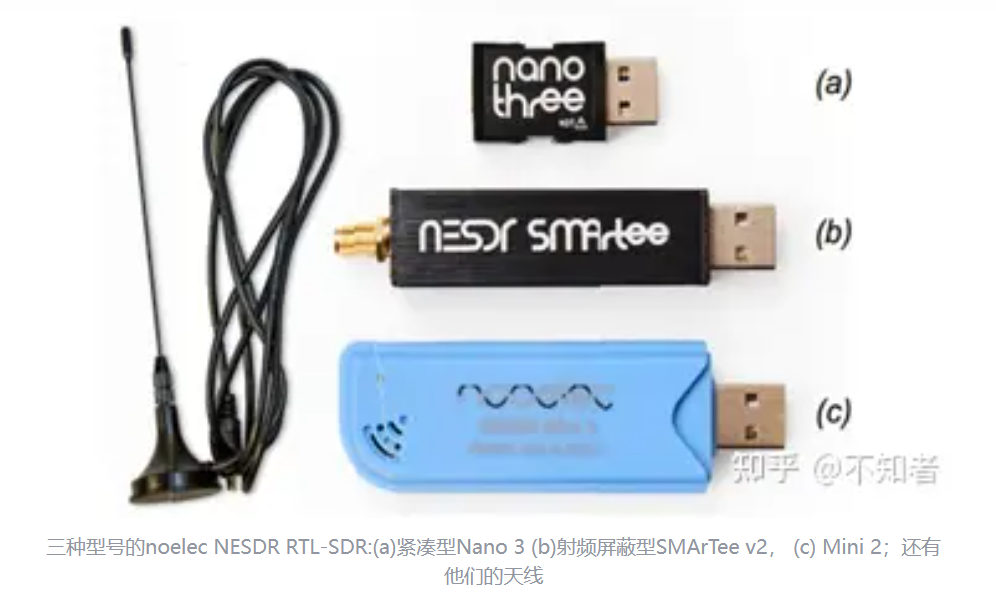 nano
three
(a)
NESDR SMArtee
(b)
(c)
知乎 @不知者
三种型号的noelec NESDR RTL-SDR:(a)紧凑型Nano 3 (b)射频屏蔽型SMArTee v2， (c) Mini 2；还有
他们的天线